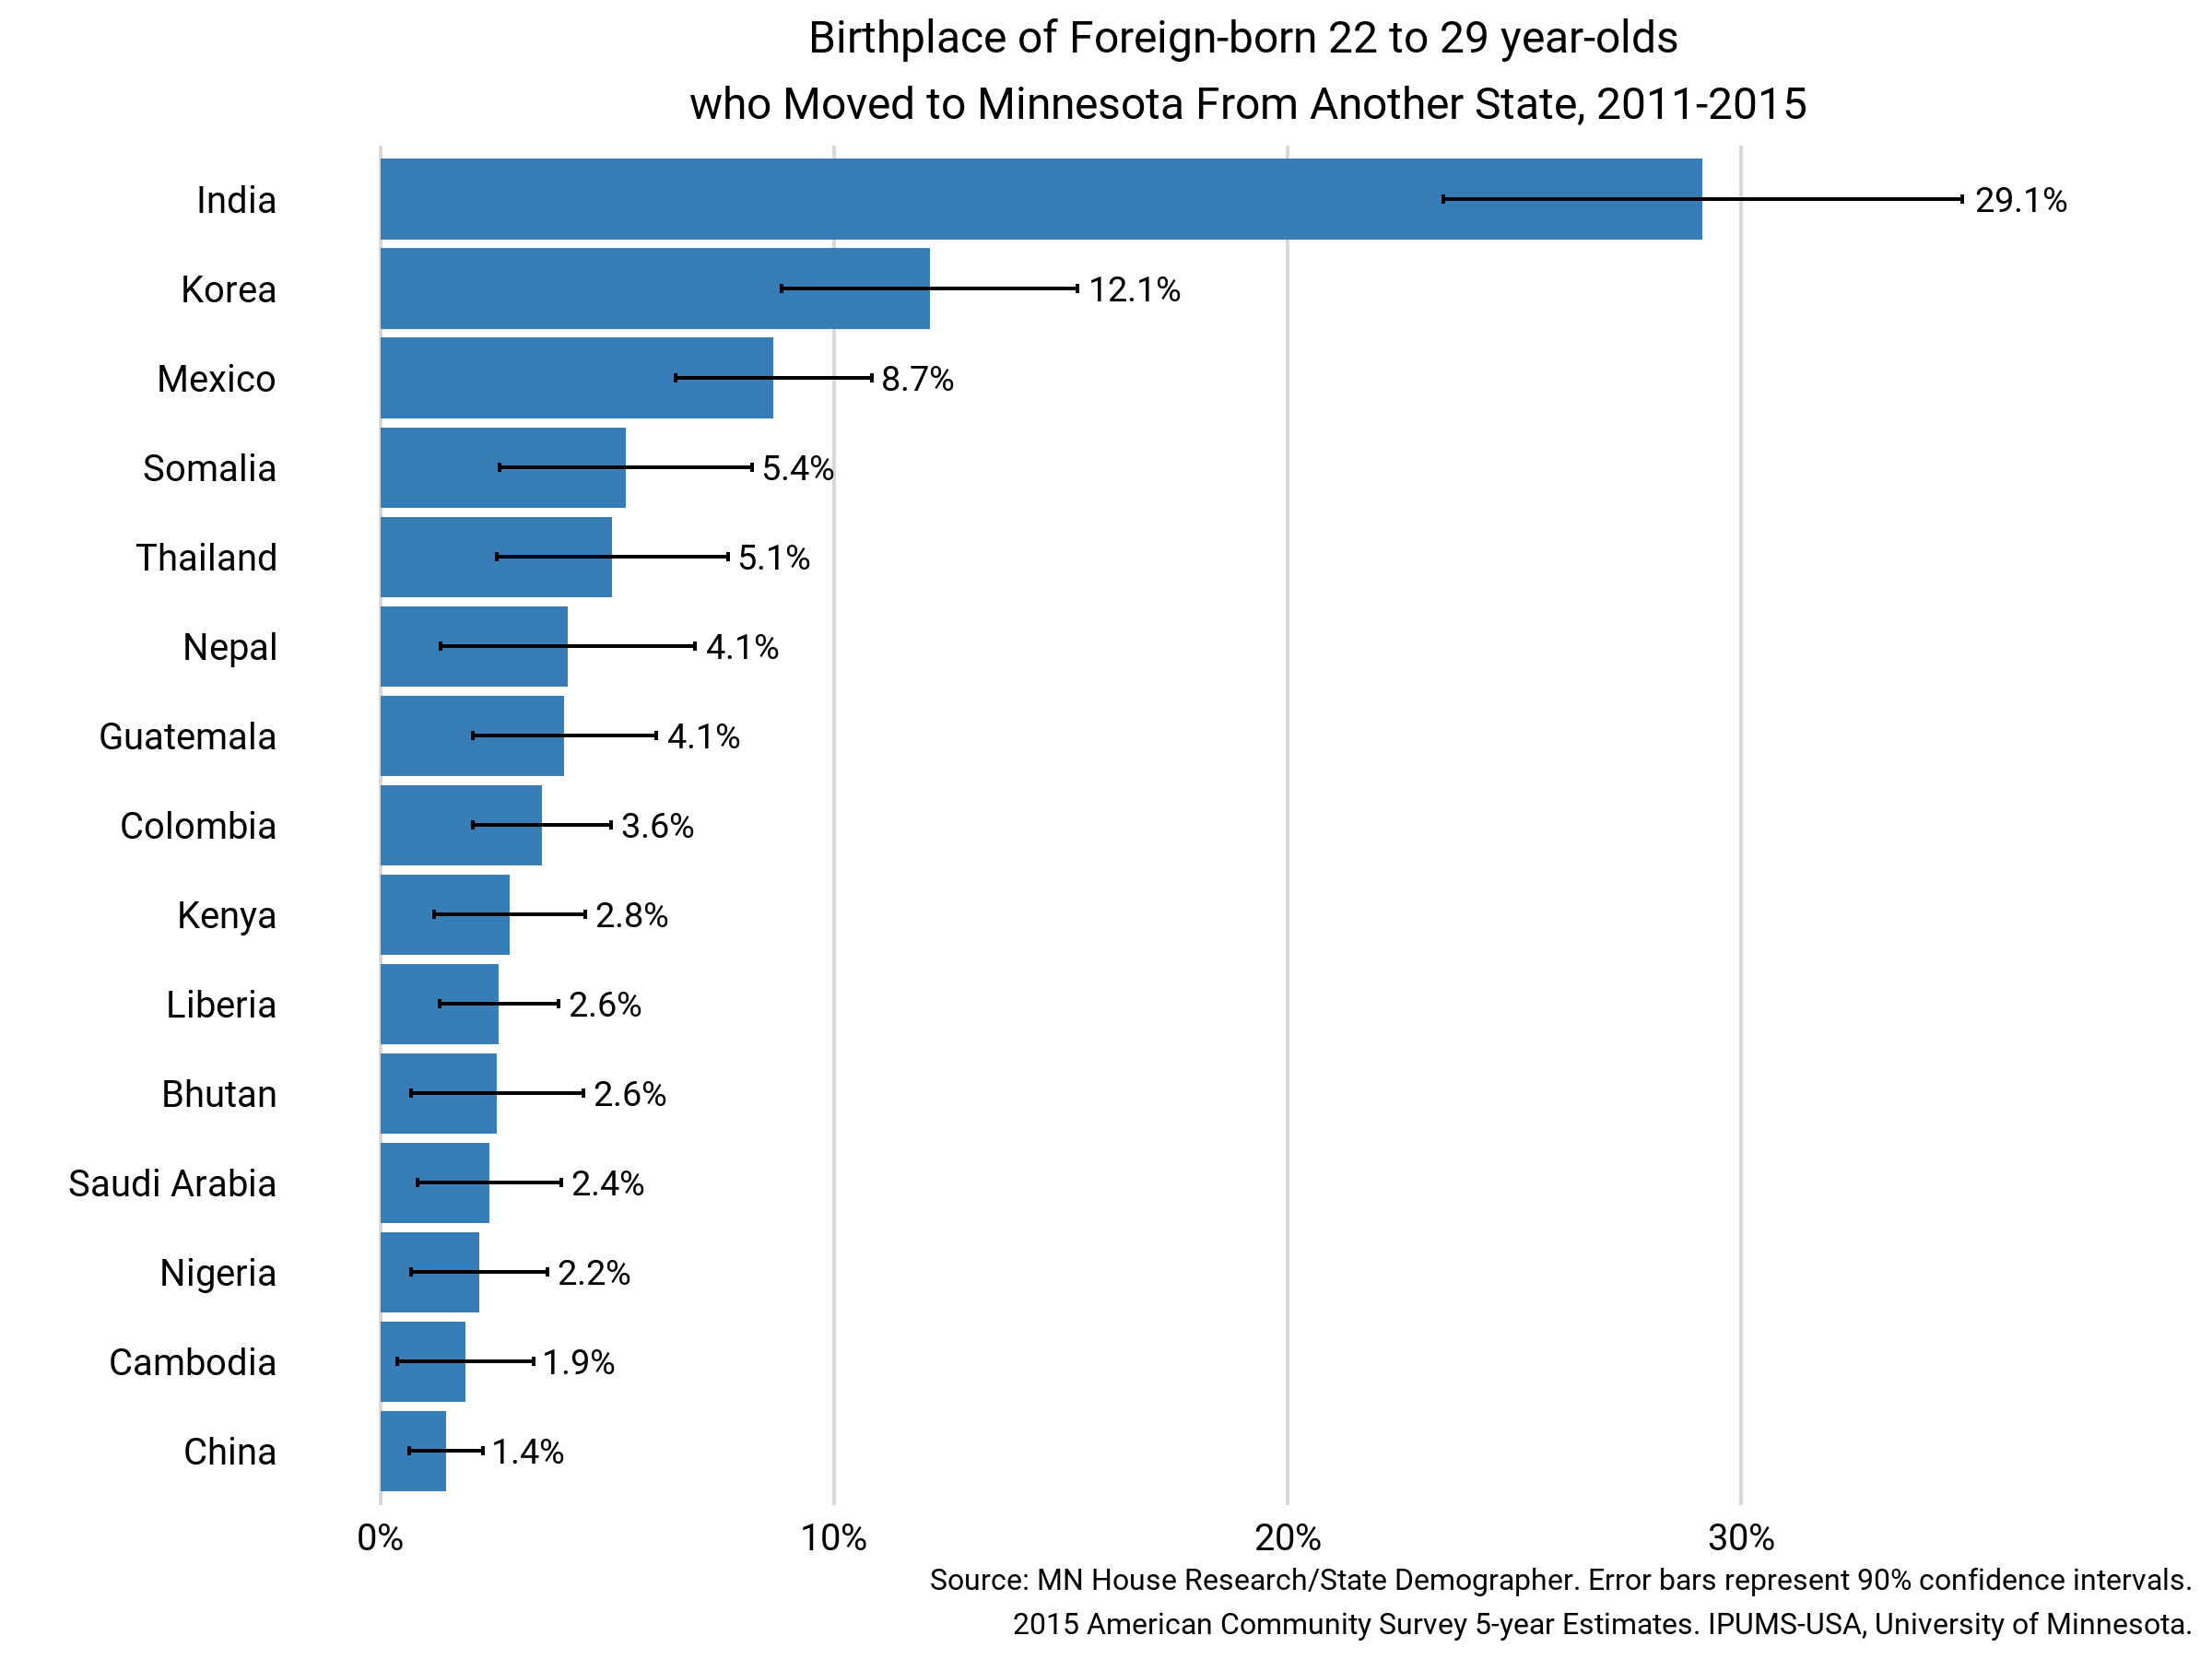 Birthplace of Foreign-born 22 to 29 year-olds
who Moved to Minnesota From Another State, 2011-2015
India 29.1%
Korea 12.1%
Mexico 8.7%
Somalia 5.4%
Thailand 5.1%
Nepal 4.1%
Guatemala 4.1%
Colombia 3.6%
Kenya 2.8%
Liberia 2.6%
Bhutan 2.6%
Saudi Arabia 2.4%
Nigeria 2.2%
Cambodia 1.9%
China 1.4%
0% 10% 20% 30%
Source: MN House Research/State Demographer. Error bars represent 90% confidence intervals.
2015 American Community Survey 5-year Estimates. IPUMS-USA, University of Minnesota.